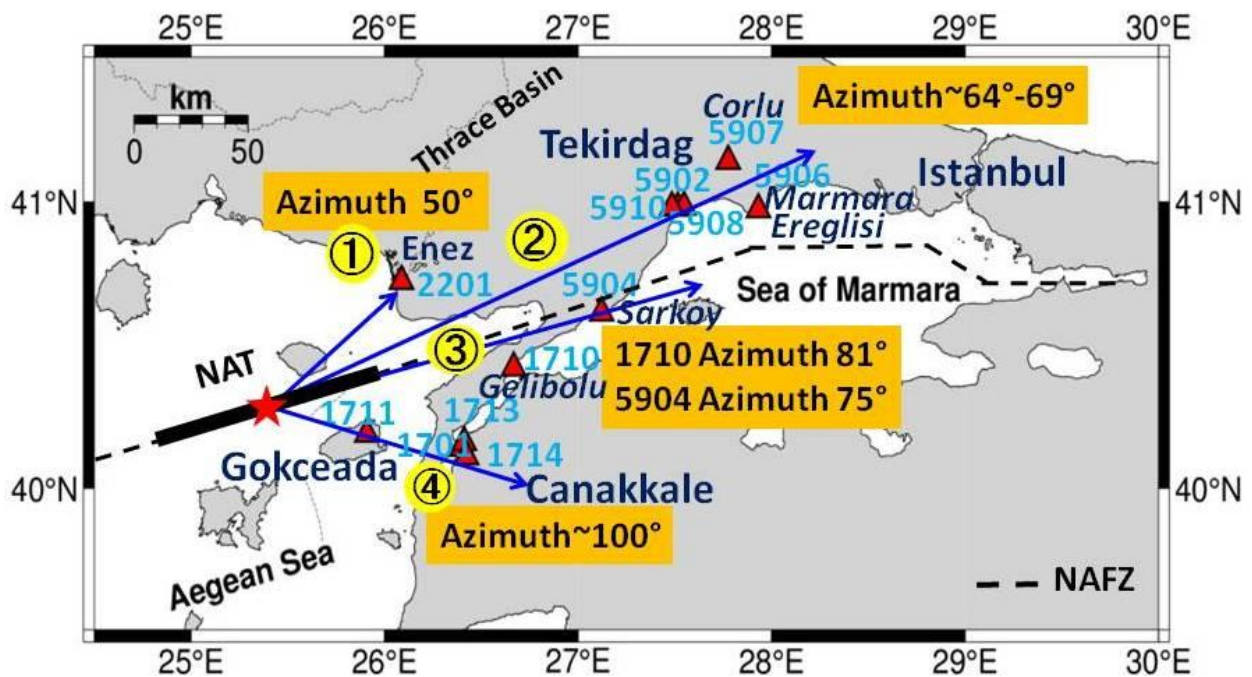 25°E 26°E 27°E 28°E 29°E 30°E
km
0 50
Thrace Basin
Corlu
5907
Azimuth~64°-69°
Tekirdag
5902
5906
Istanbul
41°N
41°N
Azimuth 50°
5910
5908
Marmara
Ereglisi
①
Enez
②
2201
5904
Sea of Marmara
Sarkoy
③
NAT
1710
Gelibolu
1710 Azimuth 81°
5904 Azimuth 75°
1711
1713
1701
1714
Gokceada
40°N
④
Canakkale
40°N
Azimuth~100°
Aegean Sea
NAFZ
25°E 26°E 27°E 28°E 29°E 30°E